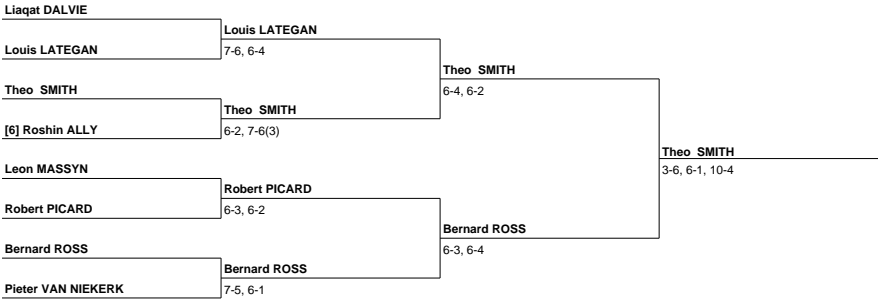 Liaqat DALVIE
Louis LATEGAN
7-6, 6-4
Louis LATEGAN
Theo SMITH
6-4, 6-2
Theo SMITH
Theo SMITH
6-2, 7-6(3)
[6] Roshin ALLY
Theo SMITH
3-6, 6-1, 10-4
Leon MASSYN
Robert PICARD
6-3, 6-2
Robert PICARD
Bernard ROSS
6-3, 6-4
Bernard ROSS
Bernard ROSS
7-5, 6-1
Pieter VAN NIEKERK